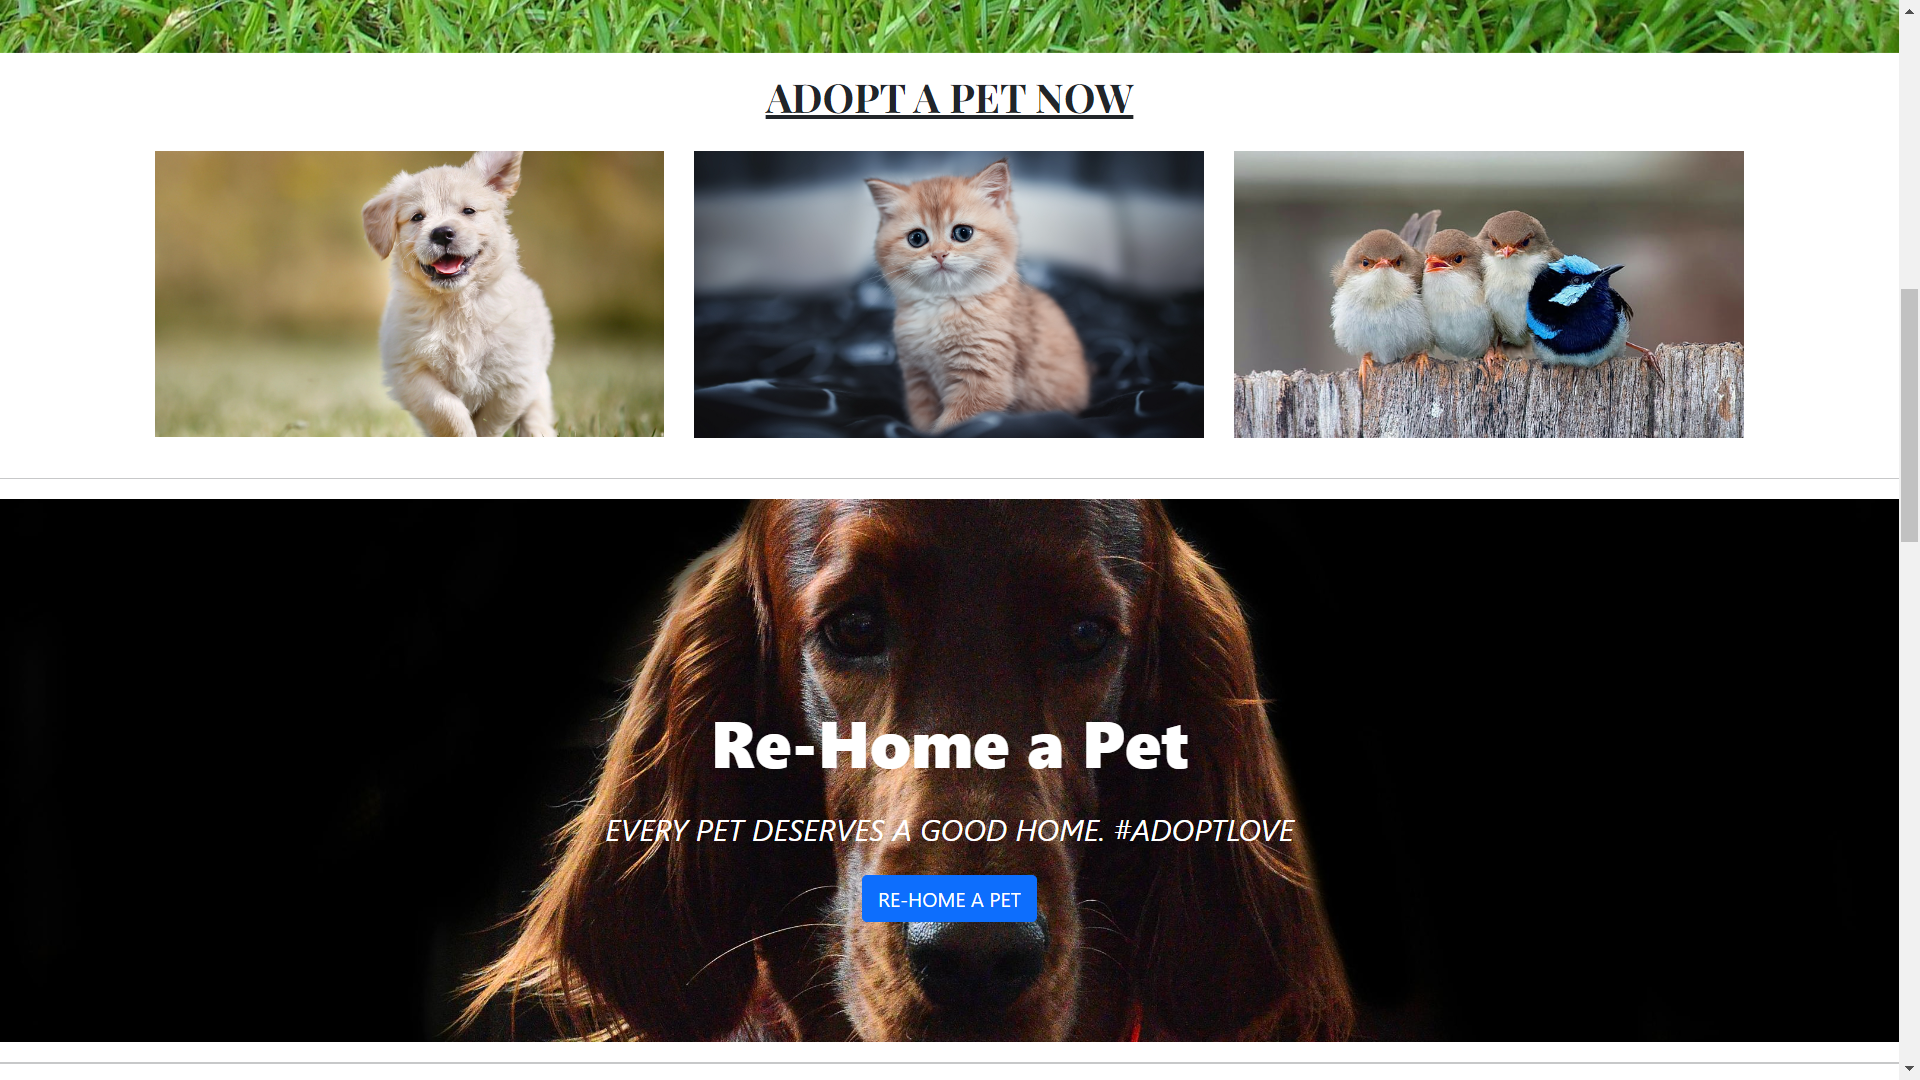 ADOPT A PET NOW
Re-Home a Pet
EVERY PET DESERVES A GOOD HOME. #ADOPTLOVE
RE-HOME A PET